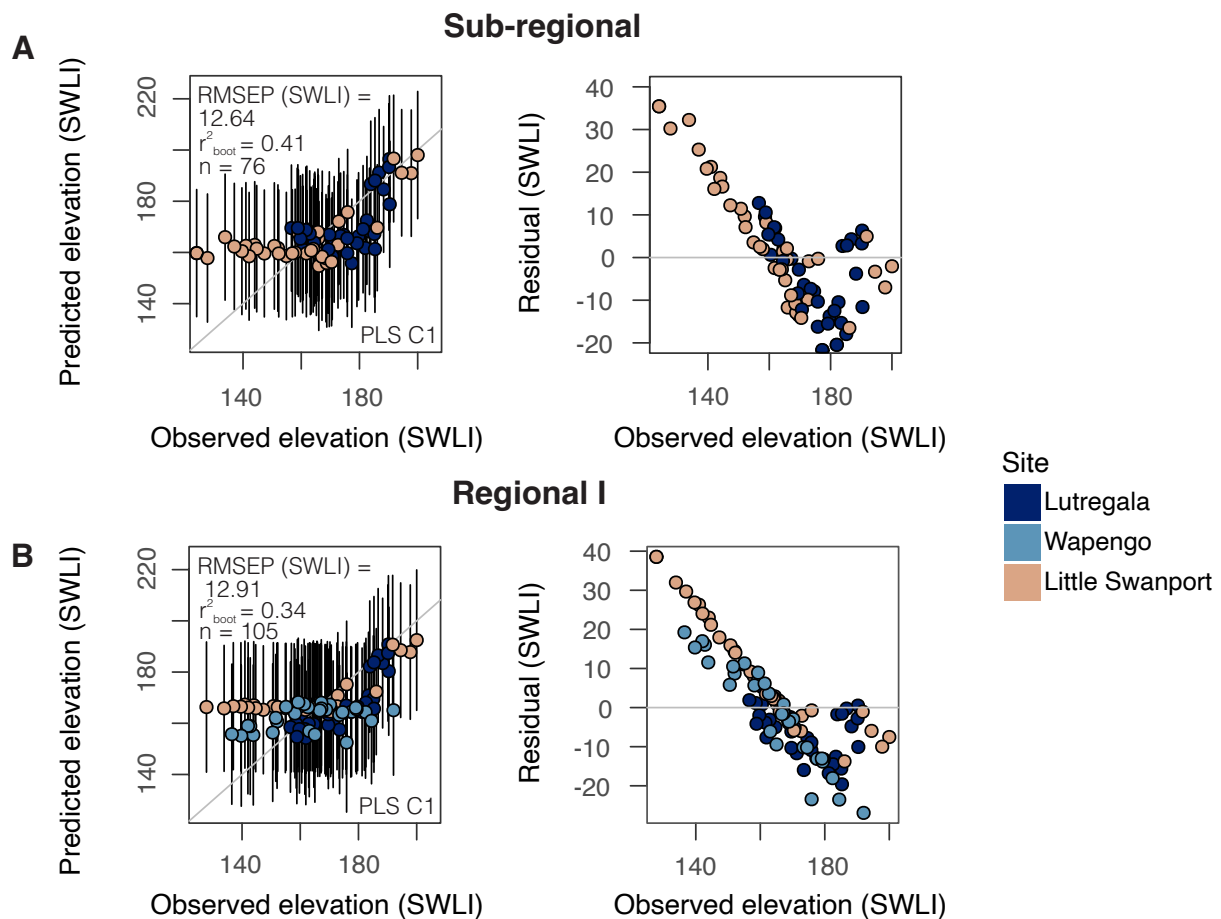 Sub-regional
A
Predicted elevation (SWLI)
220
180
140
RMSEP (SWLI) =
12.64
r²boot = 0.41
n = 76
PLS C1
140 180
Observed elevation (SWLI)
Residual (SWLI)
40
30
20
10
0
-10
-20
140 180
Observed elevation (SWLI)
Regional I
B
Predicted elevation (SWLI)
220
180
140
RMSEP (SWLI) =
12.91
r²boot = 0.34
n = 105
PLS C1
140 180
Observed elevation (SWLI)
Residual (SWLI)
40
30
20
10
0
-10
-20
140 180
Observed elevation (SWLI)
Site
Lutregala
Wapengo
Little Swanport